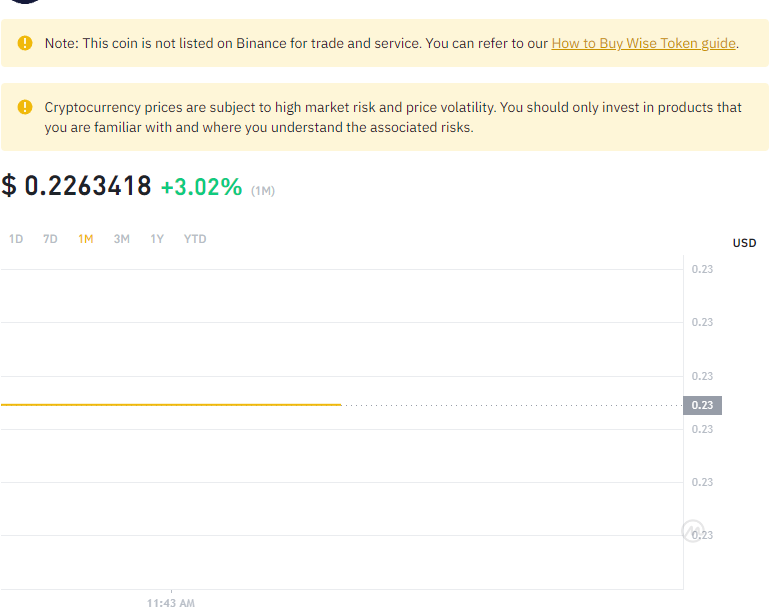 Note: This coin is not listed on Binance for trade and service. You can refer to our How to Buy Wise Token guide.
Cryptocurrency prices are subject to high market risk and price volatility. You should only invest in products that
you are familiar with and where you understand the associated risks.
$ 0.2263418 +3.02% (1M)
1D 7D 1M 3M 1Y YTD
USD
0.23
0.23
0.23
0.23
0.23
0.23
0.23
11:43 AM